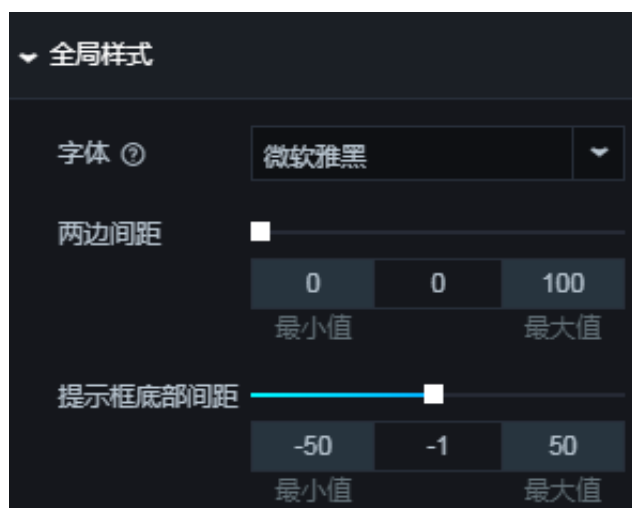 全局样式
字体 ?
微软雅黑
两边间距
0 0 100
最小值 最大值
提示框底部间距
-50 -1 50
最小值 最大值